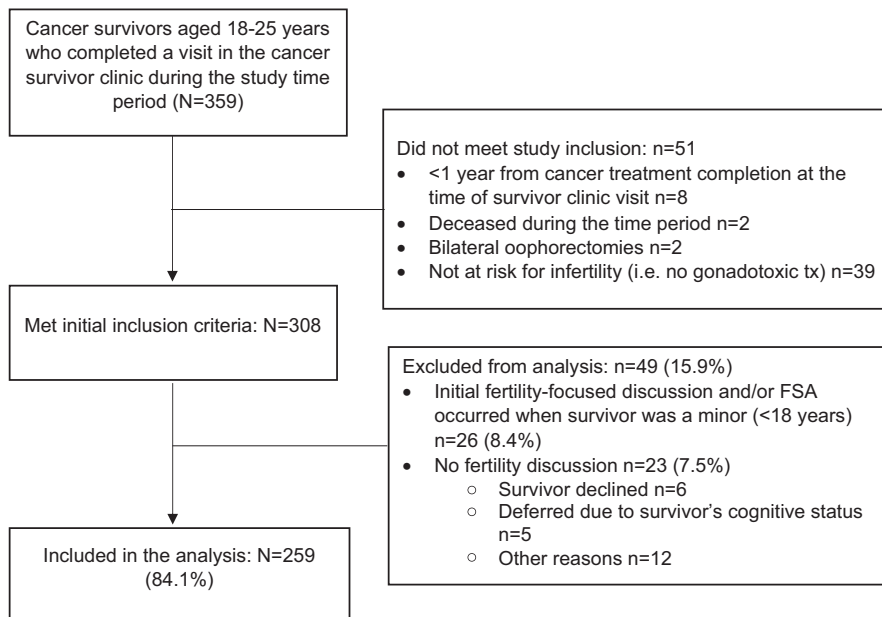 Cancer survivors aged 18-25 years
who completed a visit in the cancer
survivor clinic during the study time
period (N=359)
Did not meet study inclusion: n=51
• <1 year from cancer treatment completion at the
time of survivor clinic visit n=8
• Deceased during the time period n=2
• Bilateral oophorectomies n=2
• Not at risk for infertility (i.e. no gonadotoxic tx) n=39
Met initial inclusion criteria: N=308
Excluded from analysis: n=49 (15.9%)
• Initial fertility-focused discussion and/or FSA
occurred when survivor was a minor (<18 years)
n=26 (8.4%)
• No fertility discussion n=23 (7.5%)
○ Survivor declined n=6
○ Deferred due to survivor’s cognitive status
n=5
○ Other reasons n=12
Included in the analysis: N=259
(84.1%)